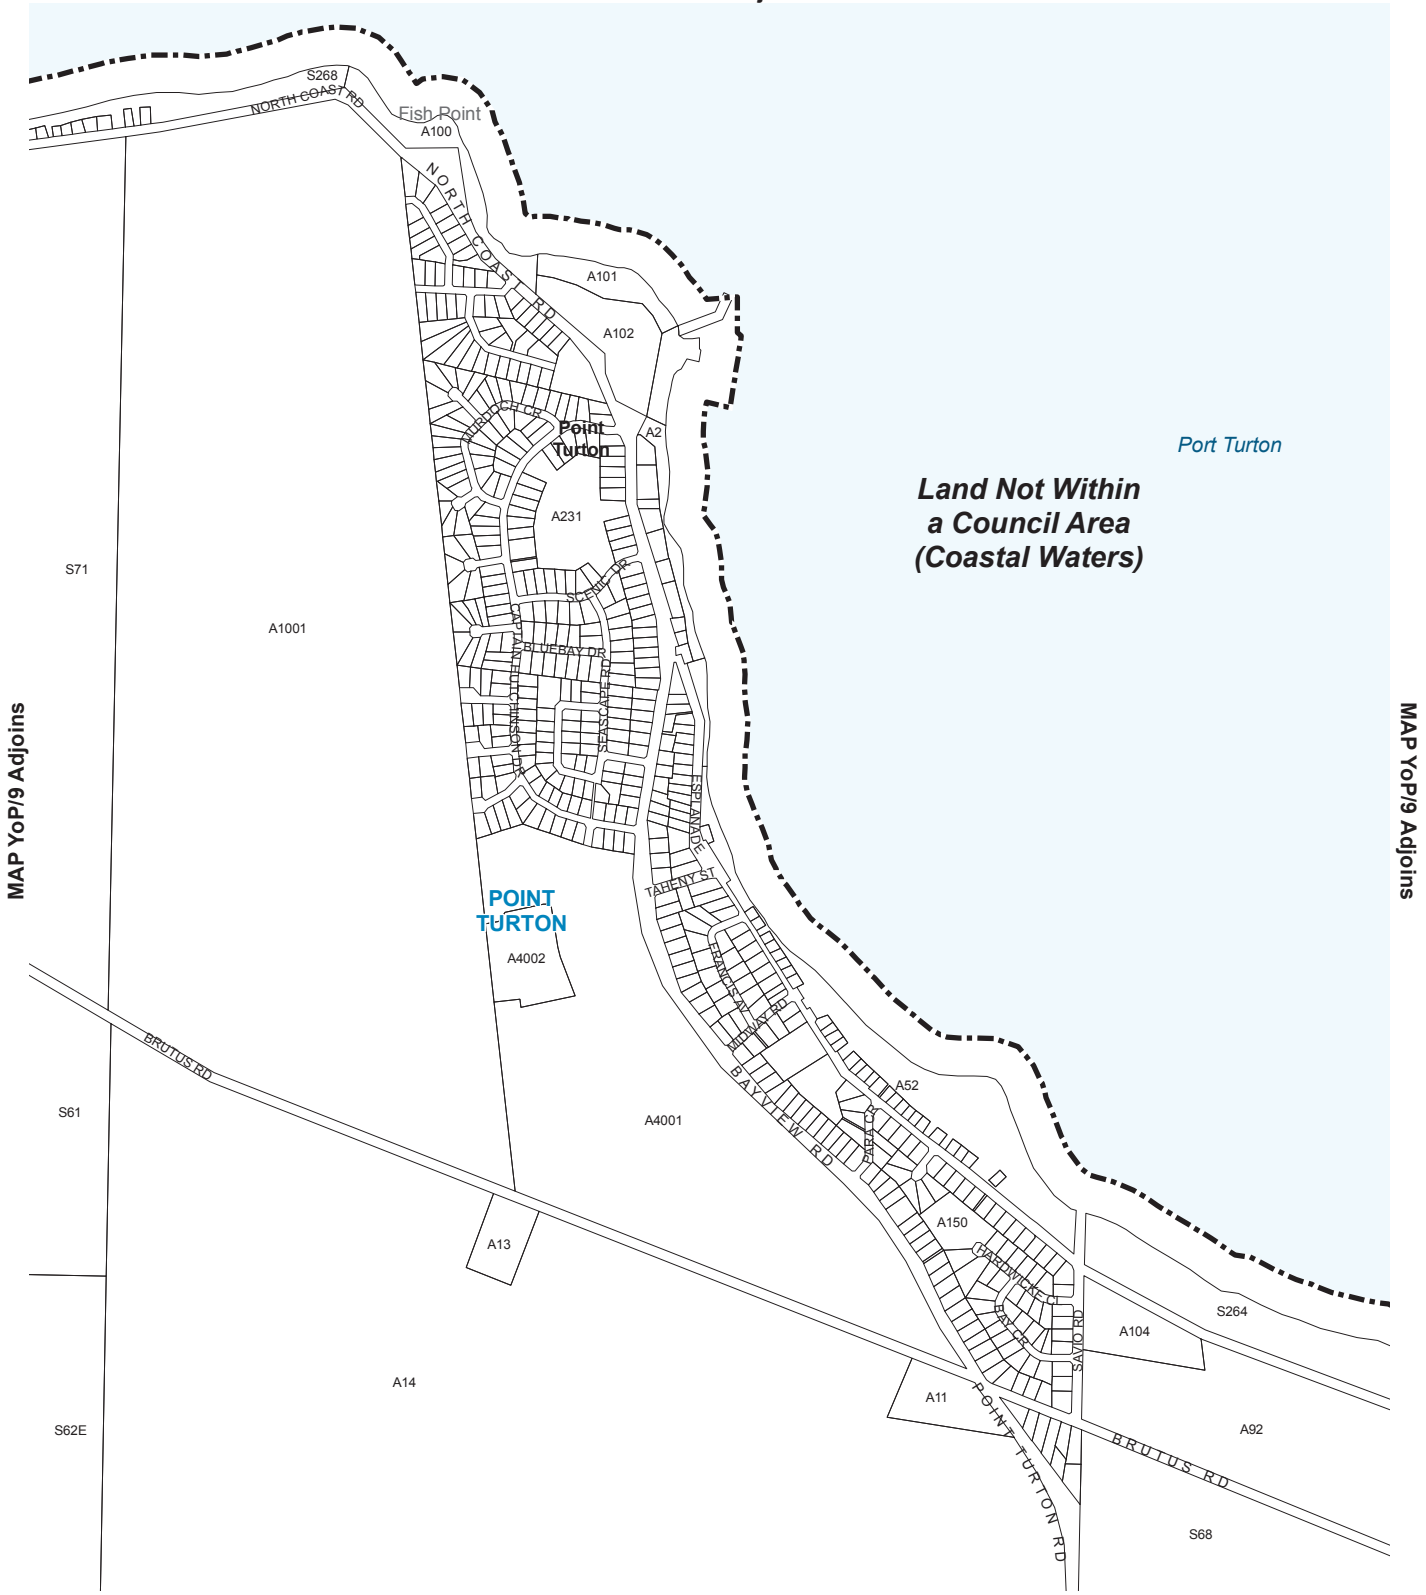 S268
NORTH COAST RD
Fish Point
A100
NORTH COAST RD
A101
A102
A2
MURDOCH CR
Point
Turton
Port Turton
Land Not Within
a Council Area
(Coastal Waters)
A231
S71
A1001
SCENIC DR
CAPTAIN HUTCHINSON DR
BLUEBAY DR
SEASCAPE RD
MAP YoP/9 Adjoins
MAP YoP/9 Adjoins
ESPLANADE
TAHENY ST
POINT
TURTON
A4002
FRANCIS AV
MIDWAY RD
BRUTUS RD
BAYVIEW RD
A52
S61
A4001
PARA CR
A150
A13
HARDWICKE CT
BAY CR
SAVIO RD
S264
A104
A14
A11
POINT TURTON RD
S62E
A92
BRUTUS RD
S68